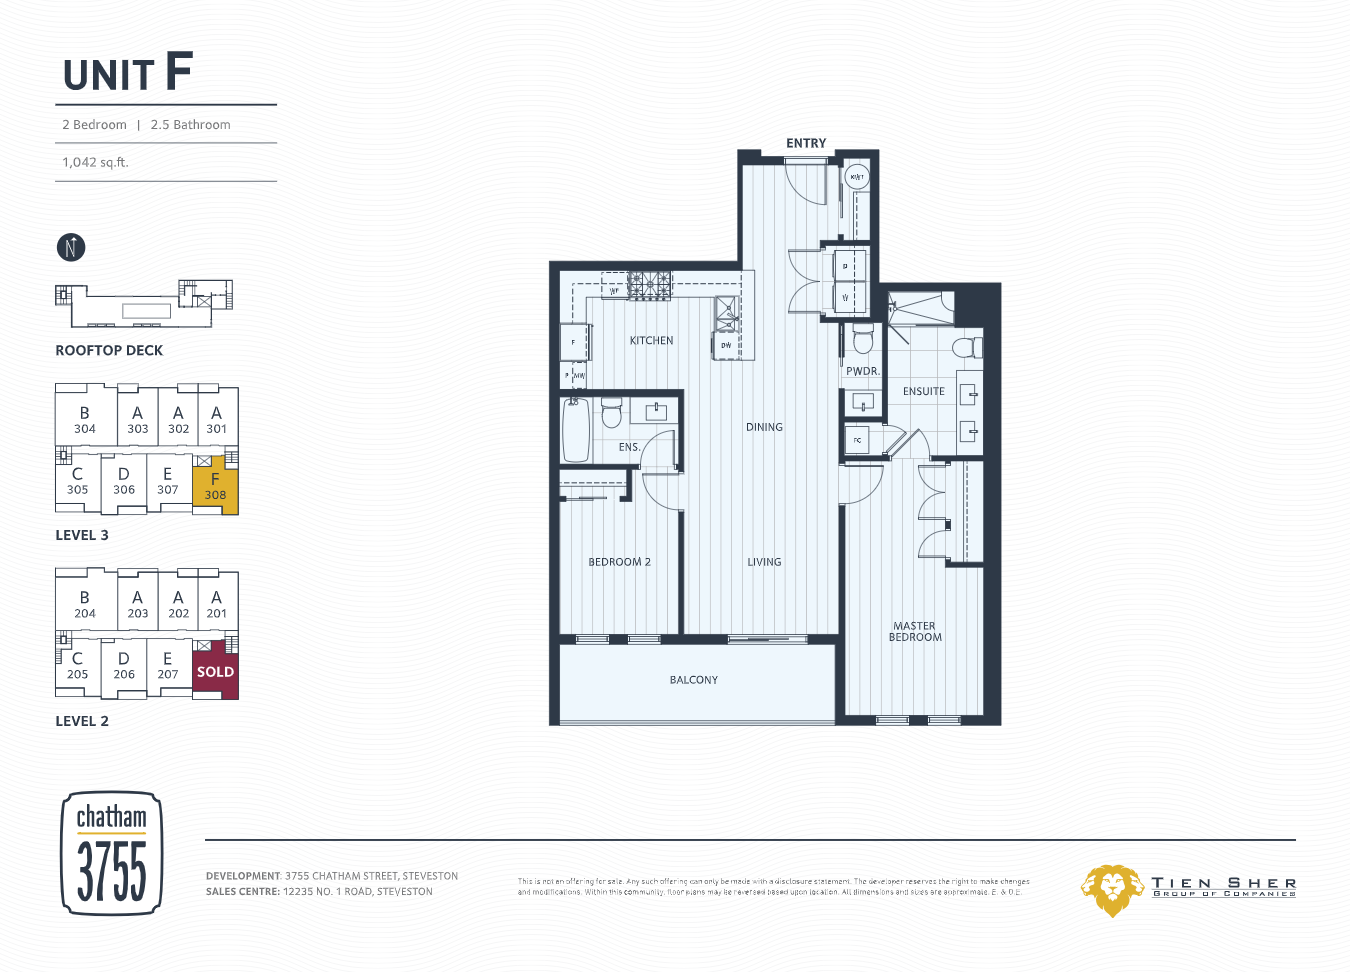 UNIT F
2 Bedroom | 2.5 Bathroom
1,042 sq.ft.
N
ROOFTOP DECK
B 304
A 303
A 302
A 301
C 305
D 306
E 307
F 308
LEVEL 3
B 204
A 203
A 202
A 201
C 205
D 206
E 207
SOLD
LEVEL 2
ENTRY
D
W
F
KITCHEN
DW
P
MW
PWDR.
ENSUITE
DINING
ENS.
BEDROOM 2
LIVING
MASTER
BEDROOM
BALCONY
chatham
3755
DEVELOPMENT: 3755 CHATHAM STREET, STEVESTON
SALES CENTRE: 12235 NO. 1 ROAD, STEVESTON
This is not an offering for sale. Any such offering can only be made with a disclosure statement. The developer reserves the right to make changes
and modifications. Within this community, floor plans may be reversed based upon location. All dimensions and sizes are approximate. E. & O.E.
TIEN SHER
GROUP OF COMPANIES